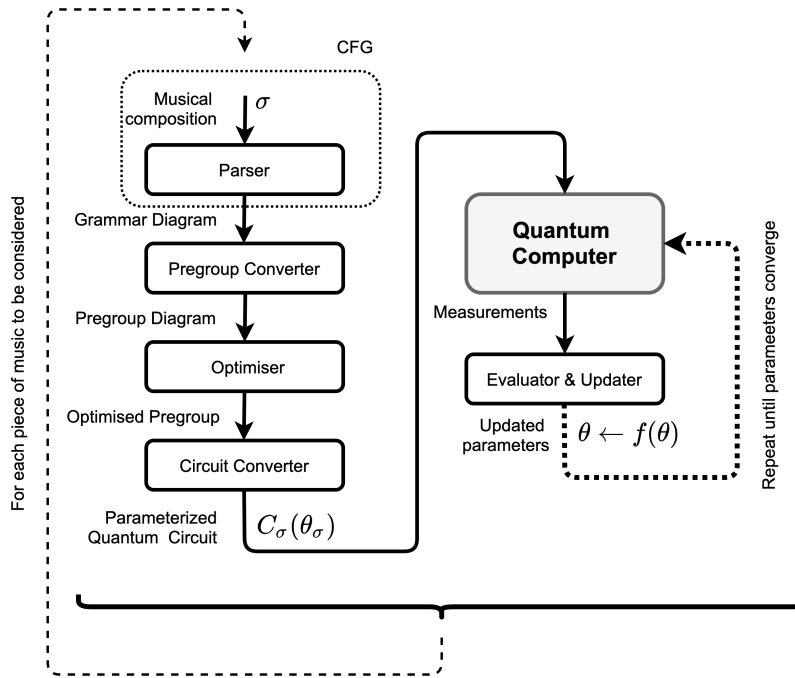 CFG
Musical
composition
σ
Parser
Grammar Diagram
Pregroup Converter
Pregroup Diagram
Optimiser
Optimised Pregroup
Circuit Converter
Parameterized
Quantum Circuit
C_σ(θ_σ)
Quantum
Computer
Measurements
Evaluator & Updater
Updated
parameters
θ ← f(θ)
For each piece of music to be considered
Repeat until parameeters converge